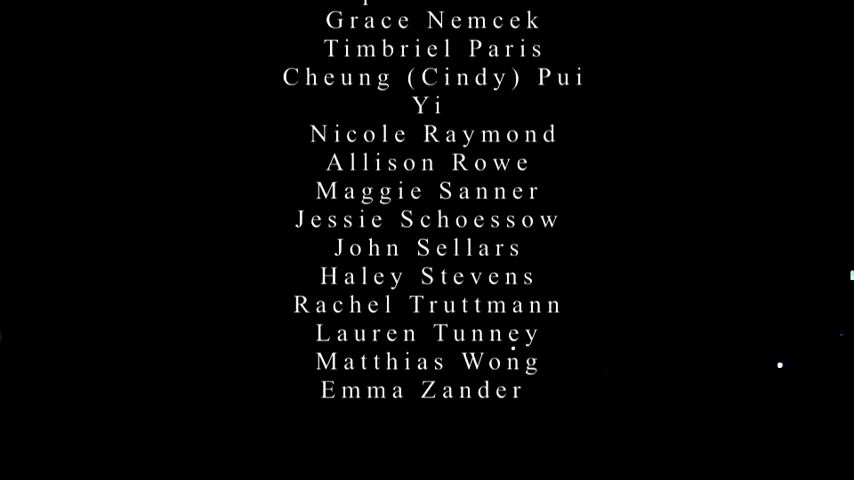 Grace Nemcek
Timbriel Paris
Cheung (Cindy) Pui
Yi
Nicole Raymond
Allison Rowe
Maggie Sanner
Jessie Schoessow
John Sellars
Haley Stevens
Rachel Truttmann
Lauren Tunney
Matthias Wong
Emma Zander